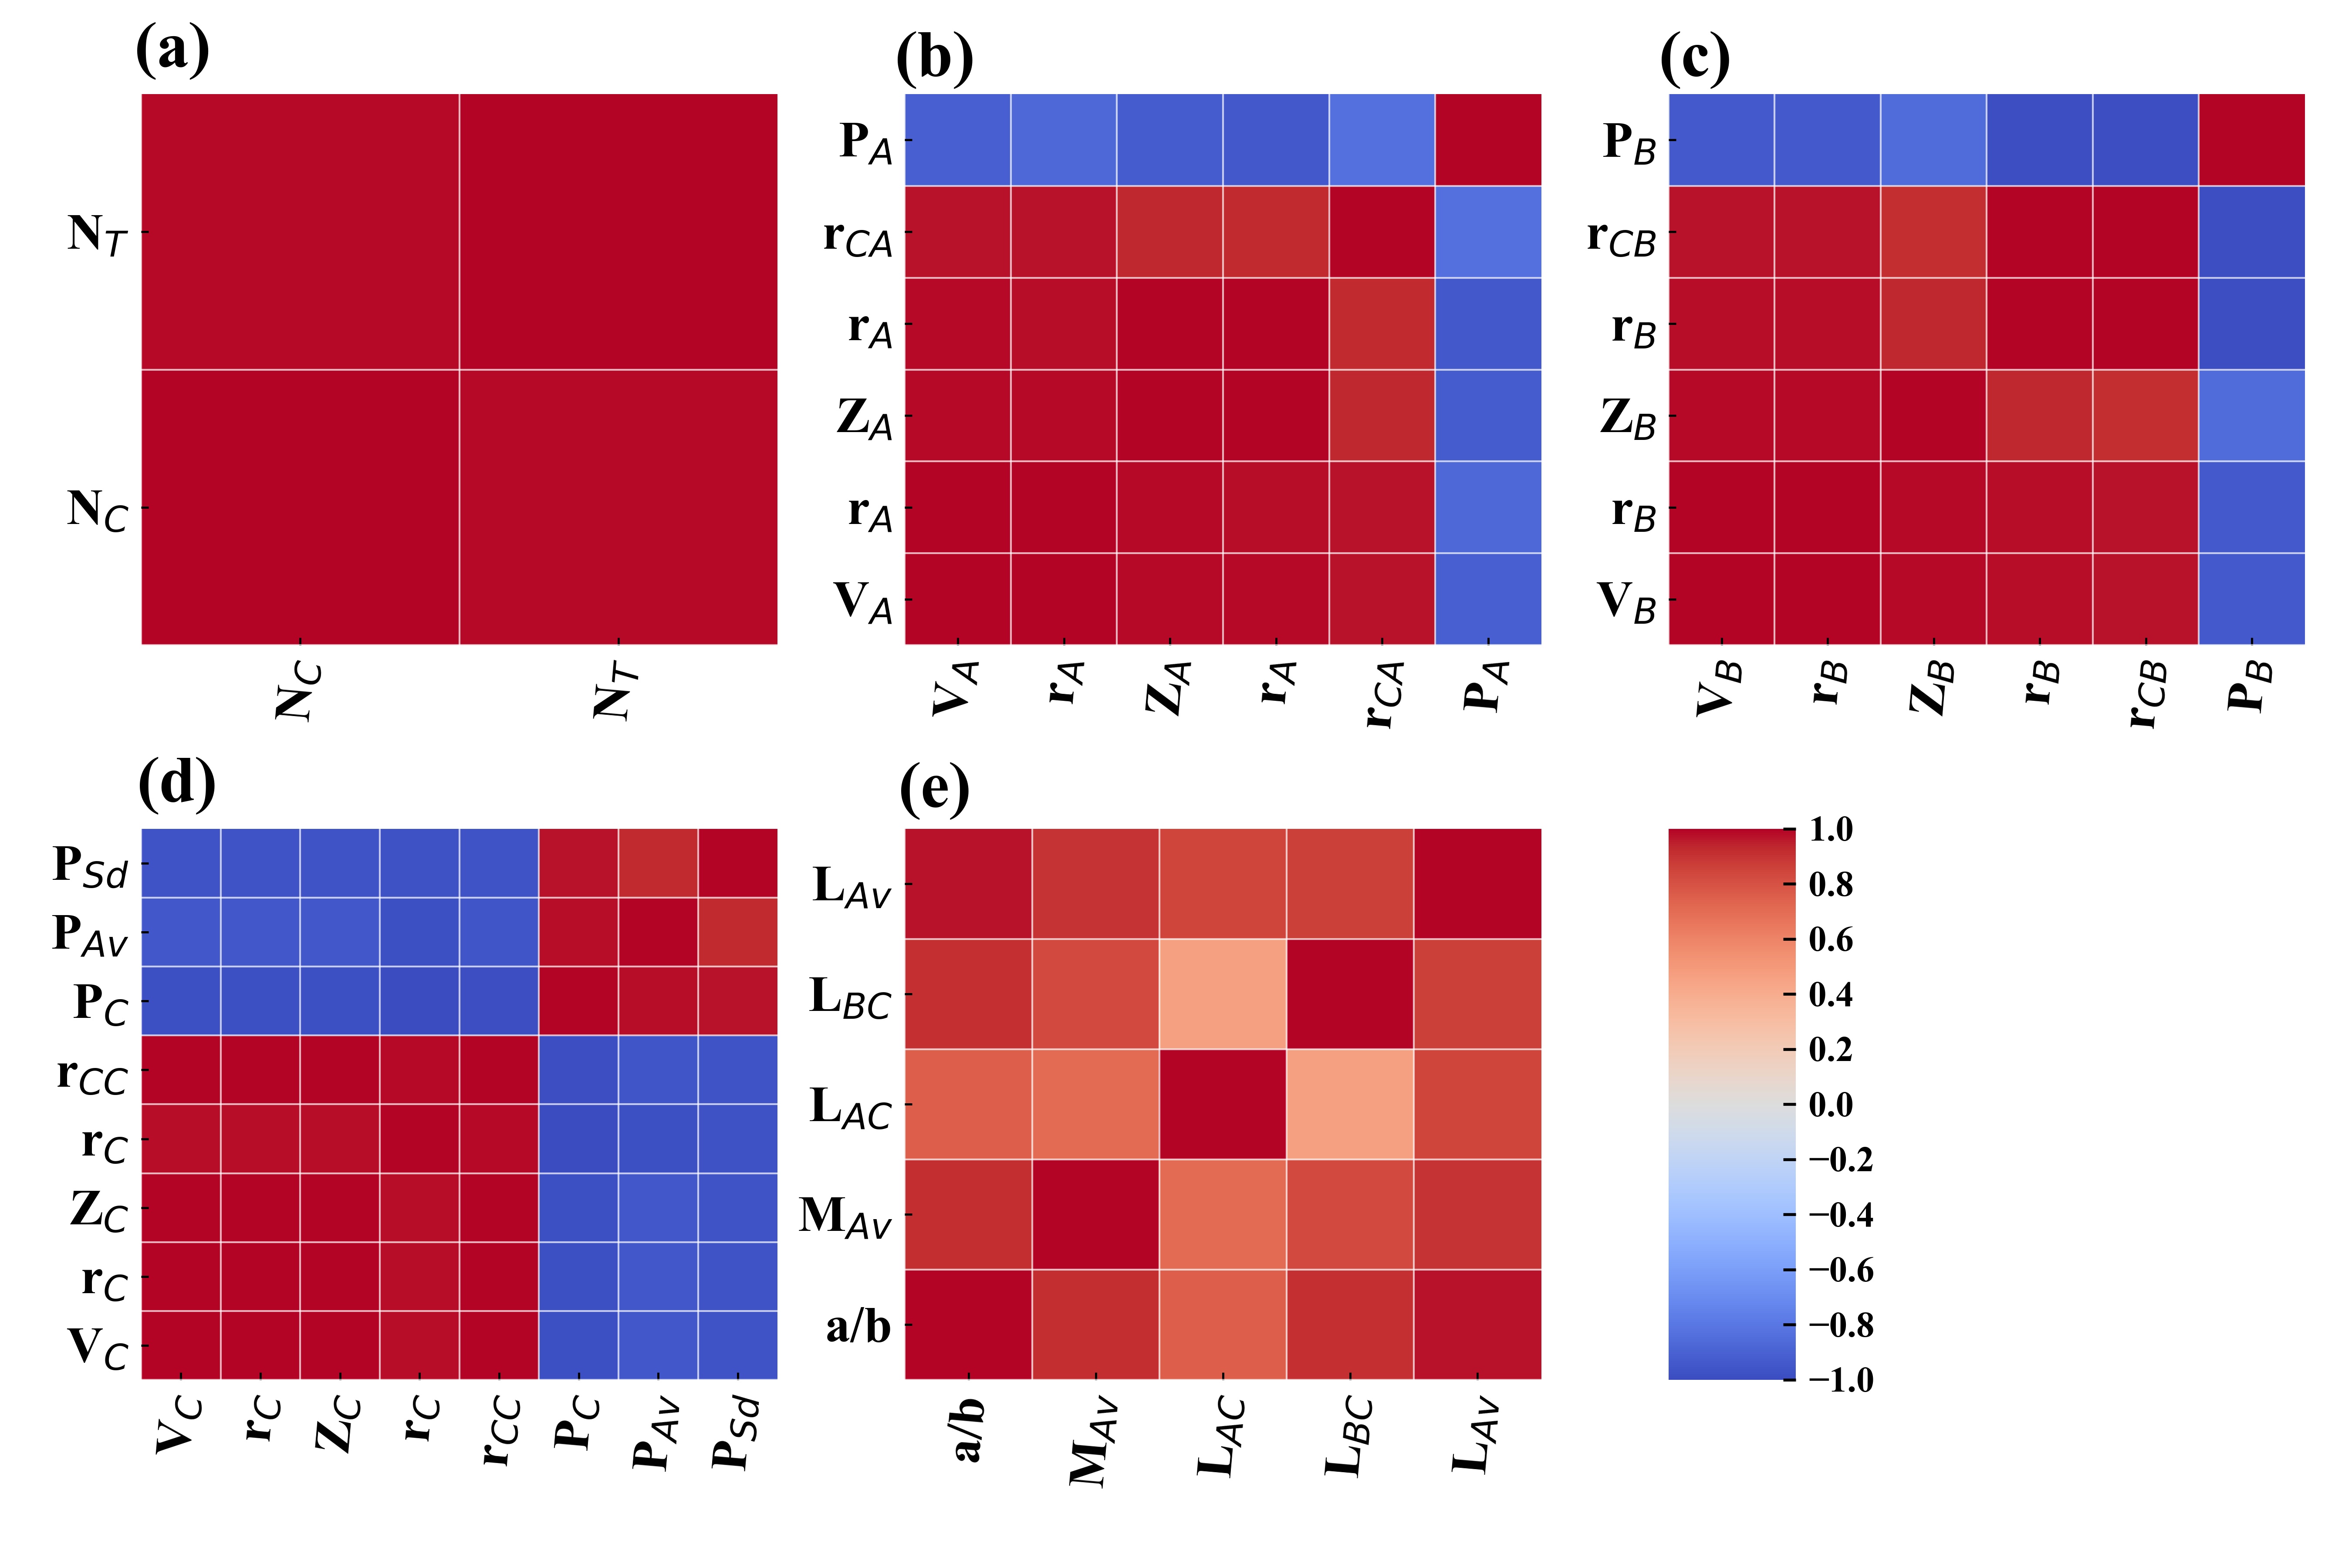 (a)
N_T
N_C
N_C N_T
(b)
P_A
r_CA
r_A
Z_A
r_A
V_A
V_A r_A Z_A r_A r_CA P_A
(c)
P_B
r_CB
r_B
Z_B
r_B
V_B
V_B r_B Z_B r_B r_CB P_B
(d)
P_Sd
P_Av
P_C
r_CC
r_C
Z_C
r_C
V_C
V_C r_C Z_C r_C r_CC P_C P_Av P_Sd
(e)
L_Av
L_BC
L_AC
M_Av
a/b
a/b M_Av L_AC L_BC L_Av
1.0
0.8
0.6
0.4
0.2
0.0
−0.2
−0.4
−0.6
−0.8
−1.0